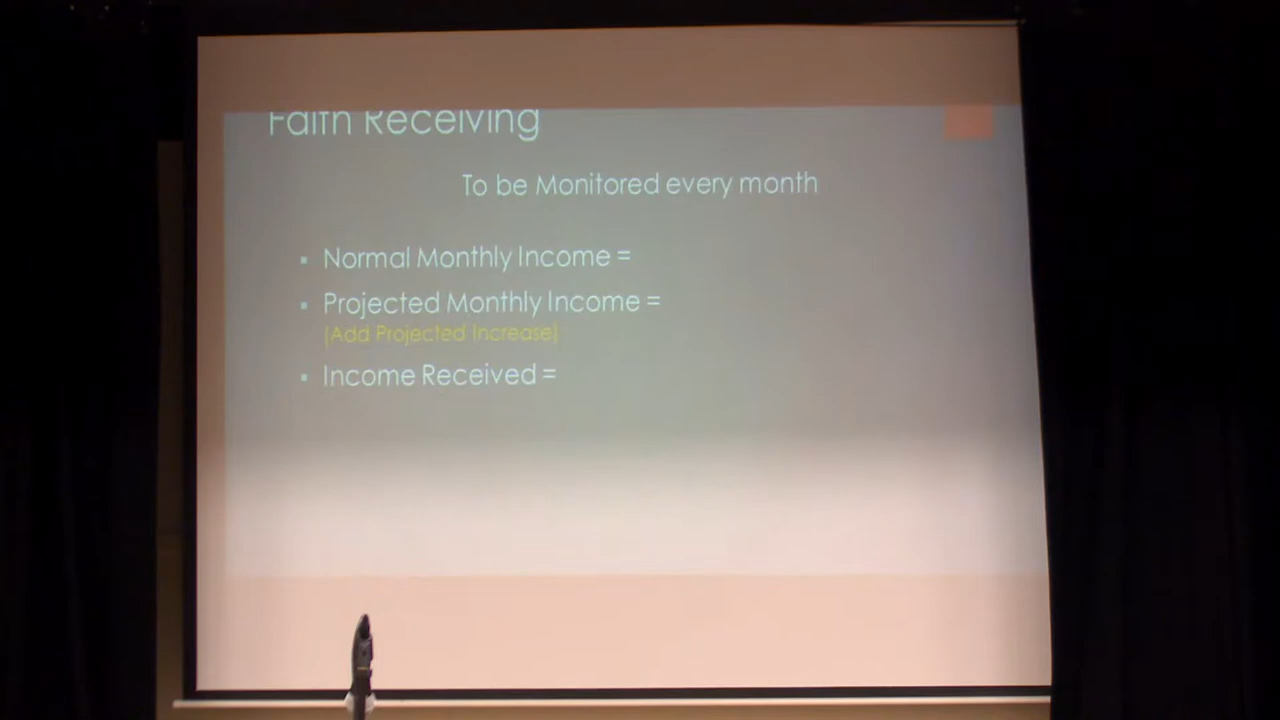 Faith Receiving
To be Monitored every month
▪ Normal Monthly Income =
▪ Projected Monthly Income =
(Add Projected Increase)
▪ Income Received =